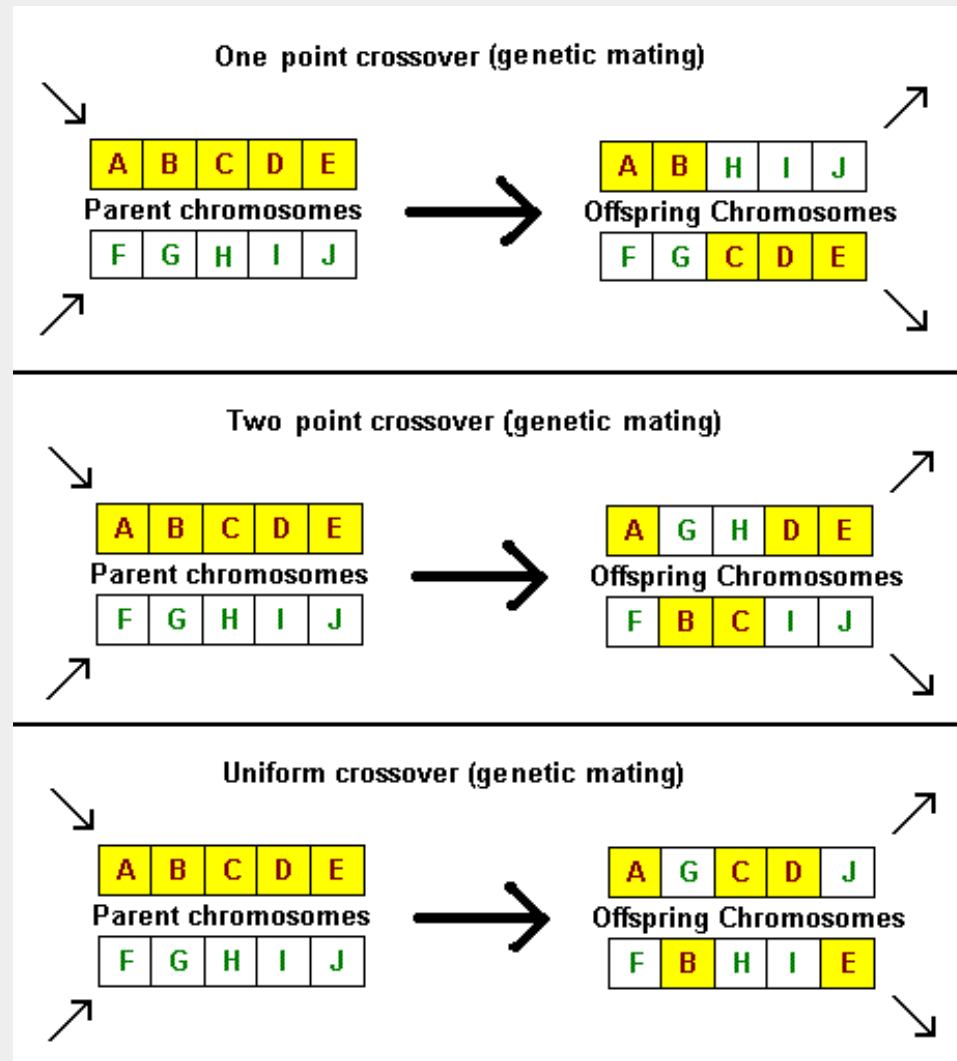 One point crossover (genetic mating)
A B C D E A B H I J
Parent chromosomes Offspring Chromosomes
F G H I J F G C D E
Two point crossover (genetic mating)
A B C D E A G H D E
Parent chromosomes Offspring Chromosomes
F G H I J F B C I J
Uniform crossover (genetic mating)
A B C D E A G C D J
Parent chromosomes Offspring Chromosomes
F G H I J F B H I E